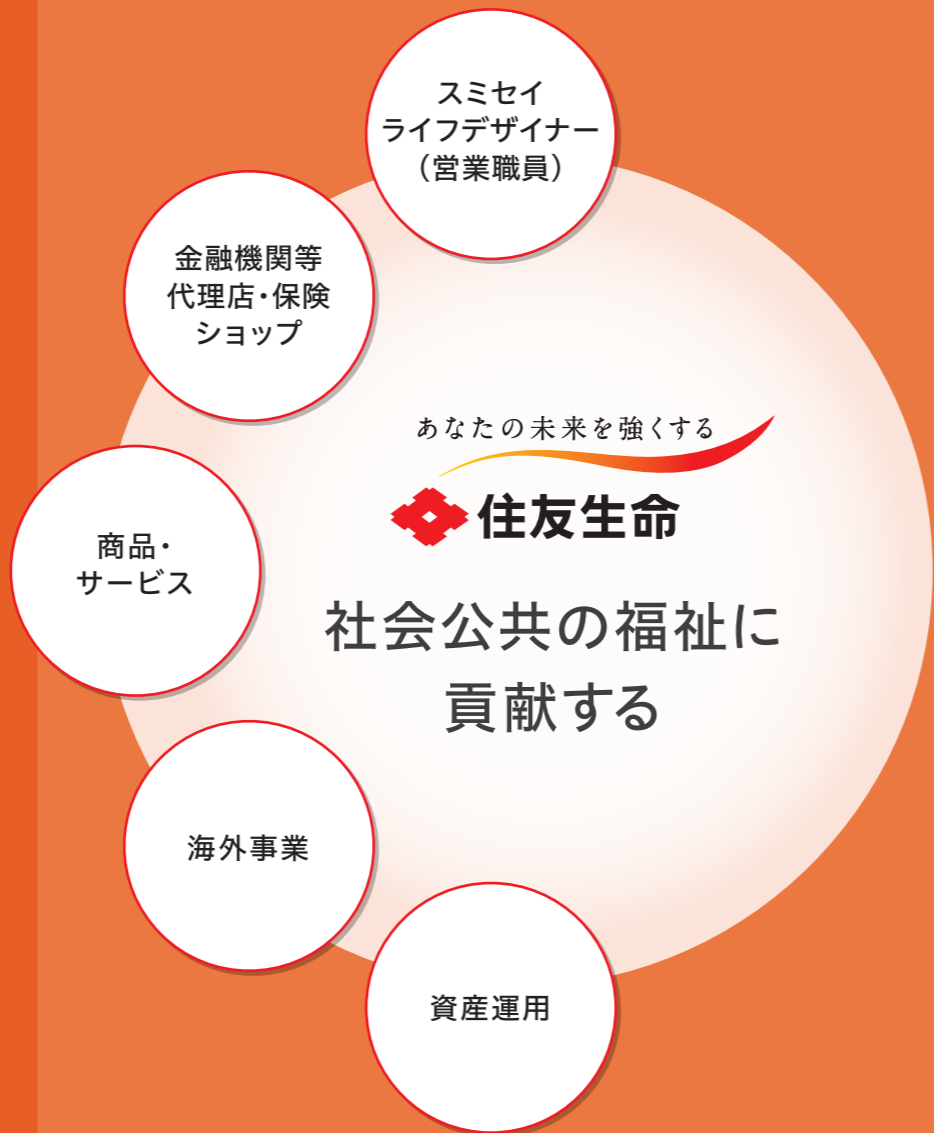 スミセイ
ライフデザイナー
（営業職員）
金融機関等
代理店・保険
ショップ
商品・
サービス
海外事業
資産運用
あなたの未来を強くする
住友生命
社会公共の福祉に
貢献する